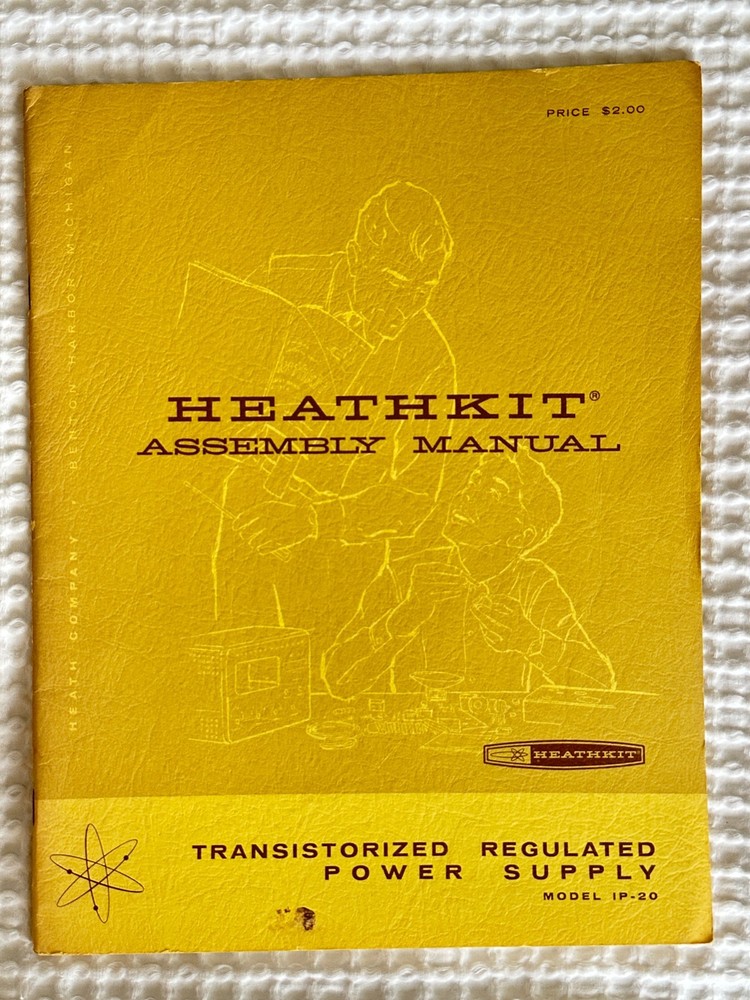 PRICE $2.00
HEATH COMPANY • BENTON HARBOR, MICHIGAN
HEATHKIT®
ASSEMBLY MANUAL
HEATHKIT®
TRANSISTORIZED REGULATED
POWER SUPPLY
MODEL IP-20